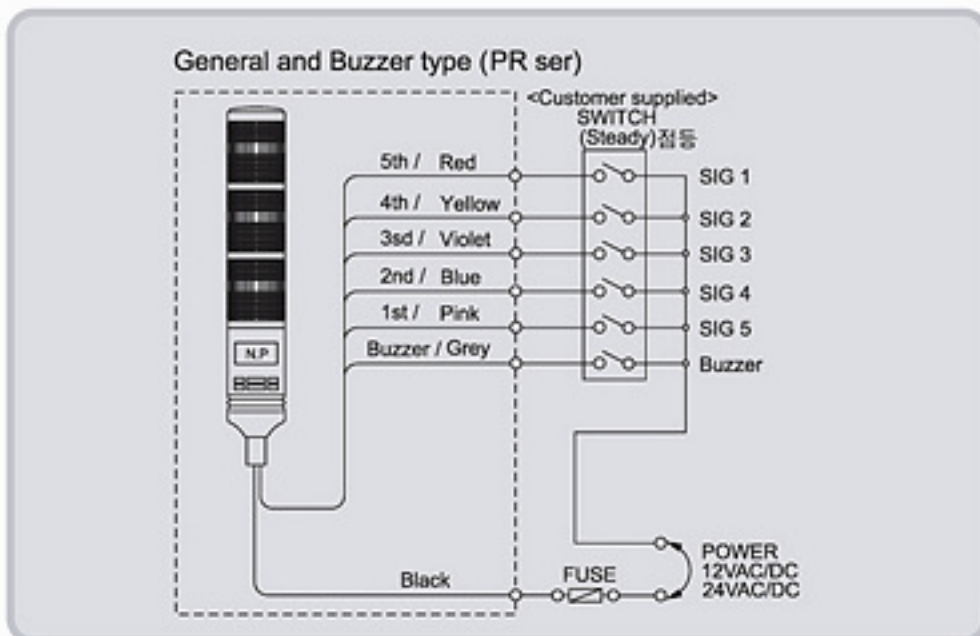 General and Buzzer type (PR ser)
<Customer supplied>
SWITCH
(Steady)점등
5th / Red
SIG 1
4th / Yellow
SIG 2
3sd / Violet
SIG 3
2nd / Blue
SIG 4
1st / Pink
SIG 5
Buzzer / Grey
Buzzer
N.P
POWER
12VAC/DC
24VAC/DC
FUSE
Black